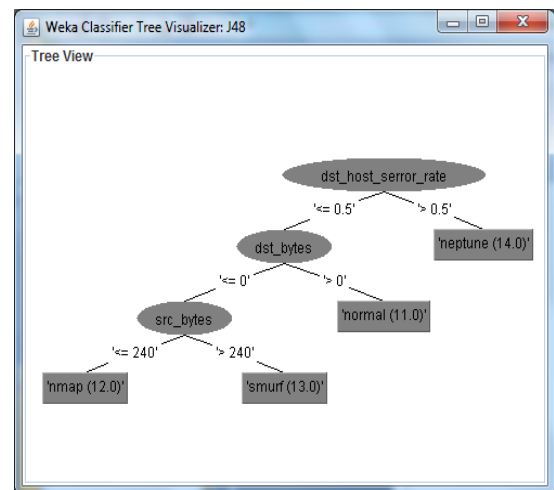 Weka Classifier Tree Visualizer: J48
Tree View
dst_host_serror_rate
'<= 0.5'
'> 0.5'
dst_bytes
'neptune (14.0)'
'<= 0'
'> 0'
src_bytes
'normal (11.0)'
'<= 240'
'> 240'
'nmap (12.0)'
'smurf (13.0)'